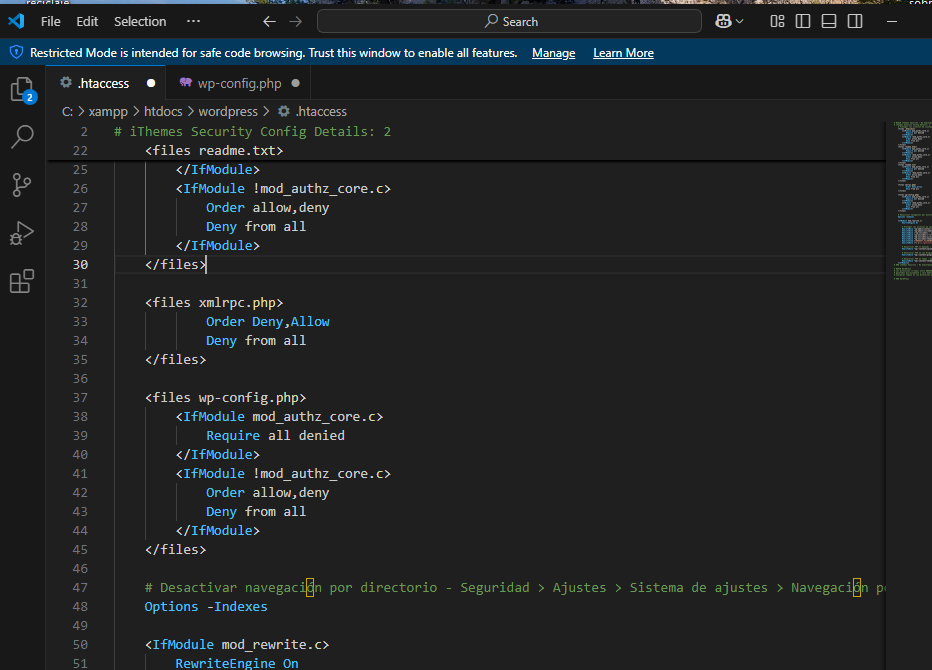 reciclaje
File Edit Selection ··· Search
Restricted Mode is intended for safe code browsing. Trust this window to enable all features. Manage Learn More
2
.htaccess wp-config.php
C: > xampp > htdocs > wordpress > .htaccess
2 # iThemes Security Config Details: 2
22 <files readme.txt>
25 </IfModule>
26 <IfModule !mod_authz_core.c>
27 Order allow,deny
28 Deny from all
29 </IfModule>
30 </files>
31
32 <files xmlrpc.php>
33 Order Deny,Allow
34 Deny from all
35 </files>
36
37 <files wp-config.php>
38 <IfModule mod_authz_core.c>
39 Require all denied
40 </IfModule>
41 <IfModule !mod_authz_core.c>
42 Order allow,deny
43 Deny from all
44 </IfModule>
45 </files>
46
47 # Desactivar navegación por directorio - Seguridad > Ajustes > Sistema de ajustes > Navegación
48 Options -Indexes
49
50 <IfModule mod_rewrite.c>
51 RewriteEngine On